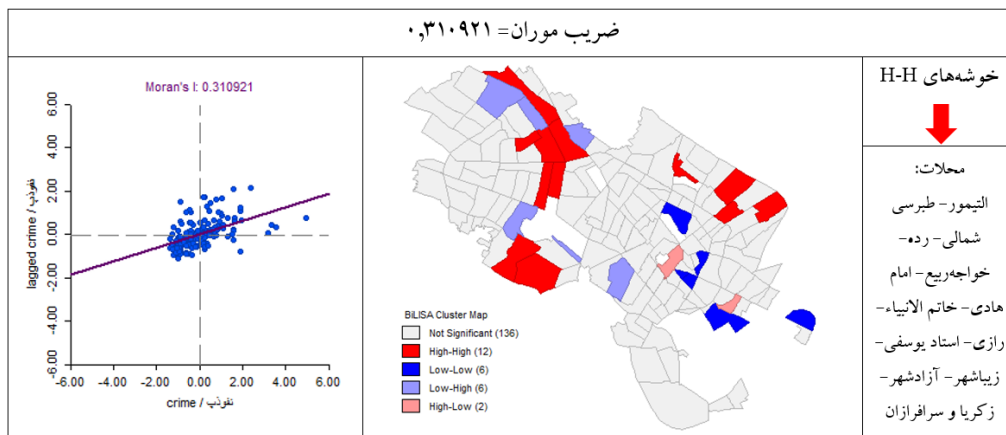 ضریب موران= ۰,۳۱۰۹۲۱
Moran's I: 0.310921
6.00
4.00
2.00
0.00
-2.00
-4.00
-6.00
lagged crime / نفوذپ
-6.00 -4.00 -2.00 0.00 2.00 4.00 6.00
crime / نفوذپ
BiLISA Cluster Map
Not Significant (136)
High-High (12)
Low-Low (6)
Low-High (6)
High-Low (2)
خوشه‌های H-H
محلات:
التیمور- طبرسی
شمالی- رده-
خواجه‌ربیع- امام
هادی- خاتم الانبیاء-
رازی- استاد یوسفی-
زیباشهر- آزادشهر-
زکریا و سرافرازان